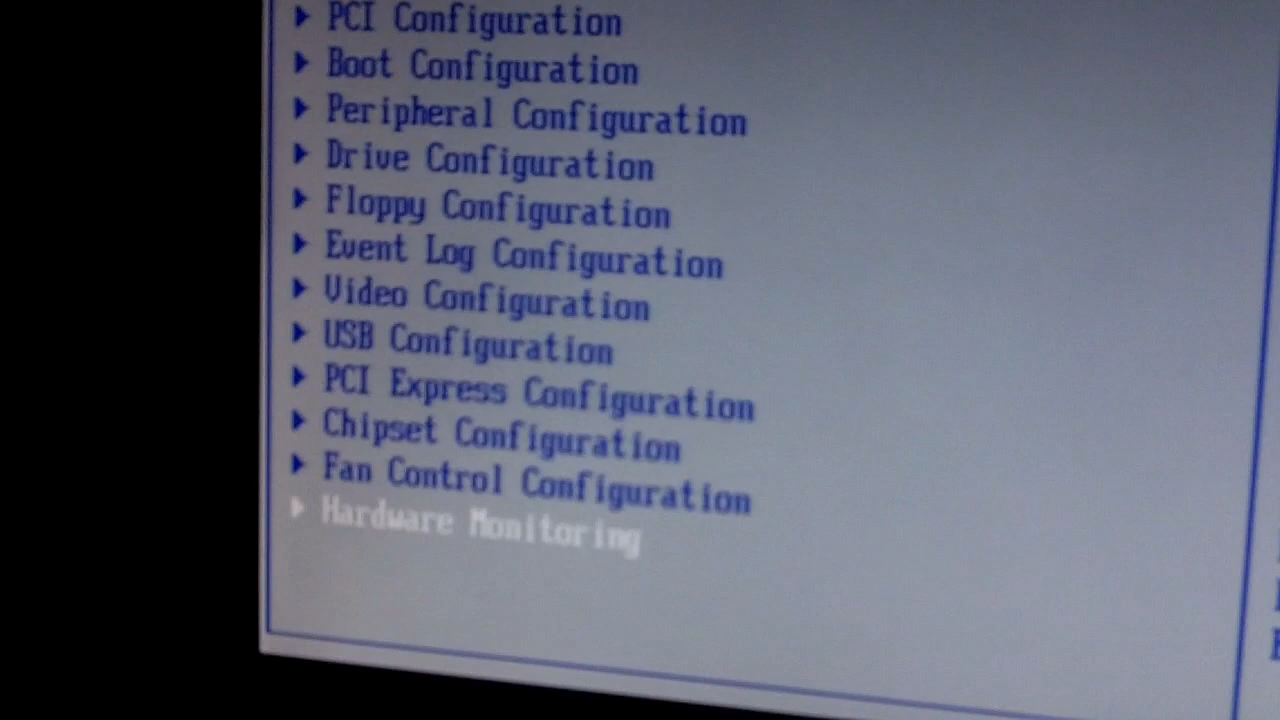 PCI Configuration
Boot Configuration
Peripheral Configuration
Drive Configuration
Floppy Configuration
Event Log Configuration
Video Configuration
USB Configuration
PCI Express Configuration
Chipset Configuration
Fan Control Configuration
Hardware Monitoring